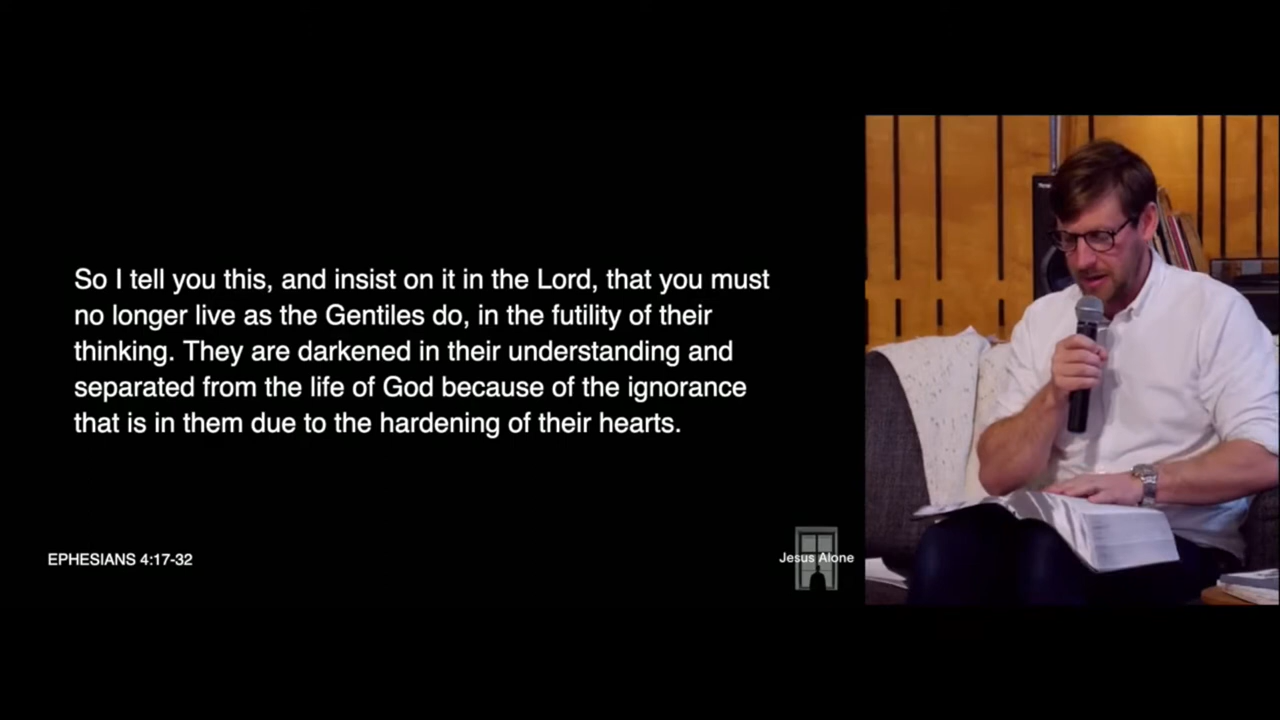 So I tell you this, and insist on it in the Lord, that you must
no longer live as the Gentiles do, in the futility of their
thinking. They are darkened in their understanding and
separated from the life of God because of the ignorance
that is in them due to the hardening of their hearts.
EPHESIANS 4:17-32
Jesus Alone